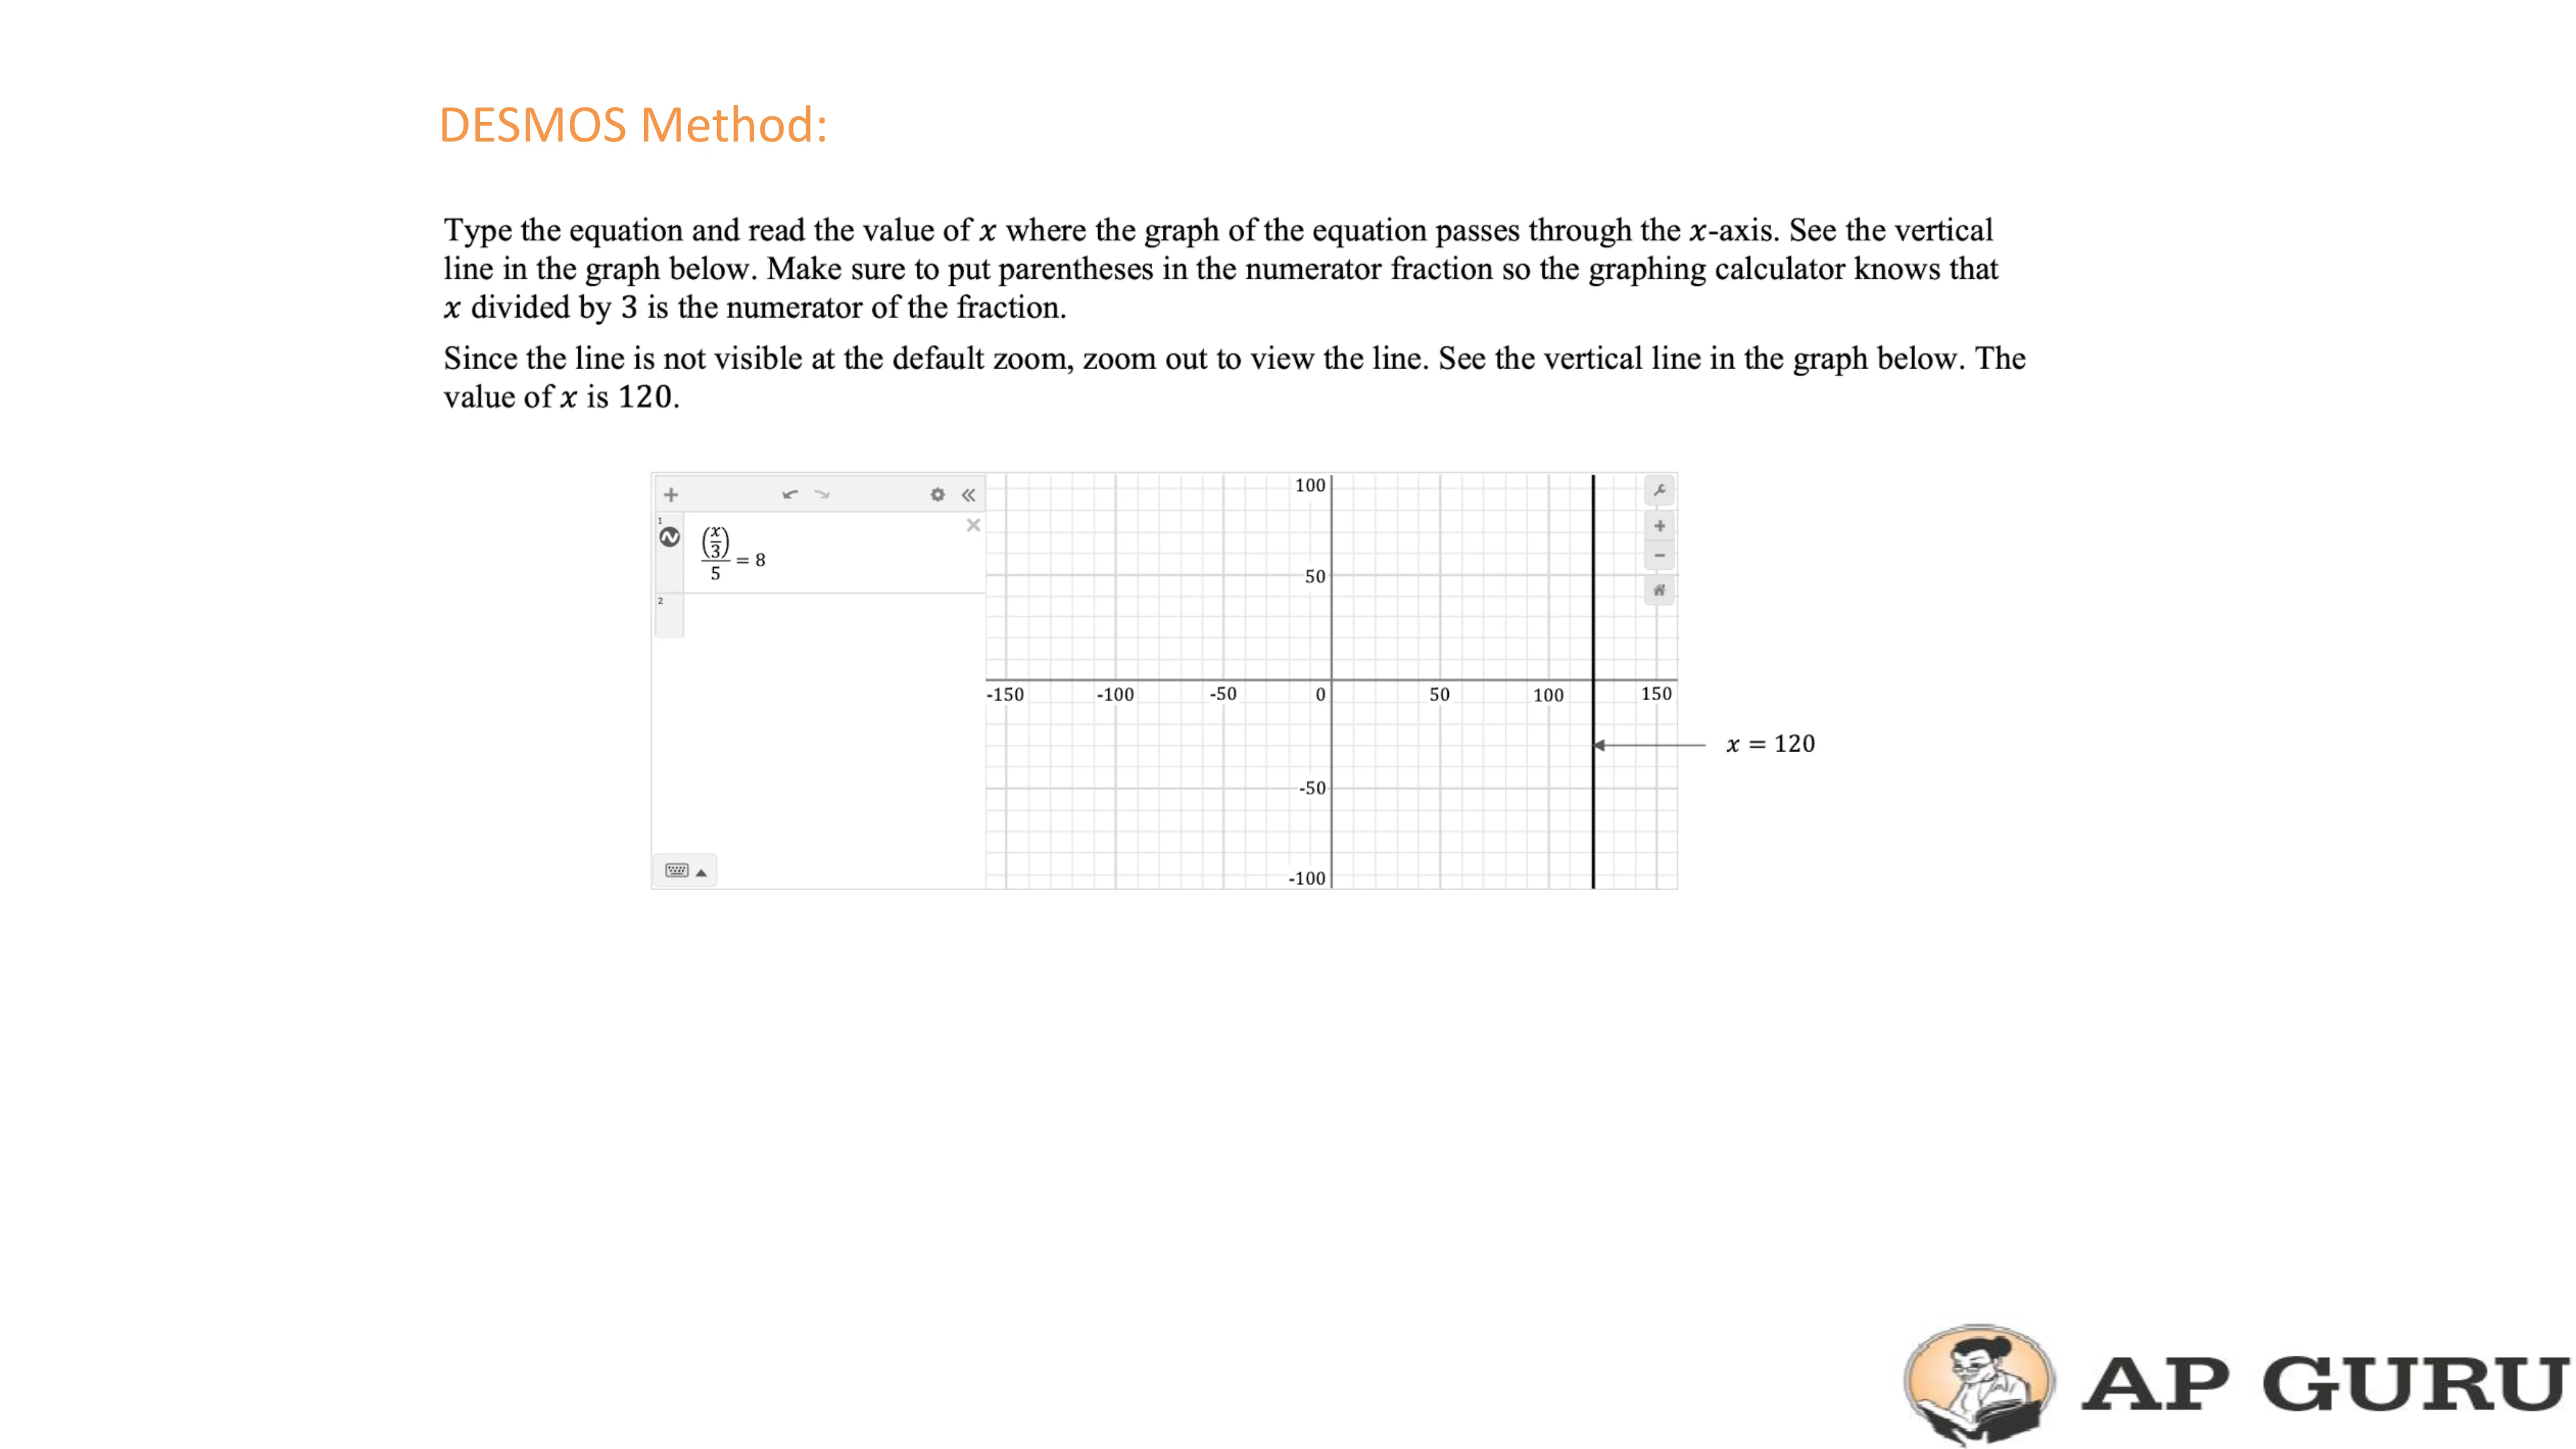 DESMOS Method:
Type the equation and read the value of x where the graph of the equation passes through the x-axis. See the vertical
line in the graph below. Make sure to put parentheses in the numerator fraction so the graphing calculator knows that
x divided by 3 is the numerator of the fraction.
Since the line is not visible at the default zoom, zoom out to view the line. See the vertical line in the graph below. The
value of x is 120.
1
(x/3)/5 = 8
2
100
50
-150 -100 -50 0 50 100 150
x = 120
-50
-100
AP GURU